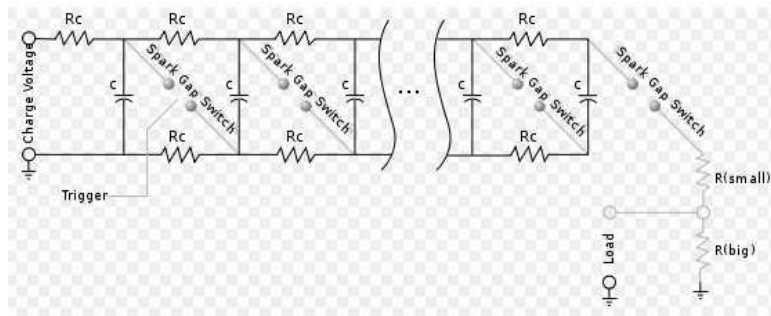 Rc
Rc
Rc
Rc
Charge Voltage
c
Spark Gap Switch
c
Spark Gap Switch
c
...
c
Spark Gap Switch
c
Spark Gap Switch
Rc
Rc
Rc
Trigger
R(small)
Load
R(big)